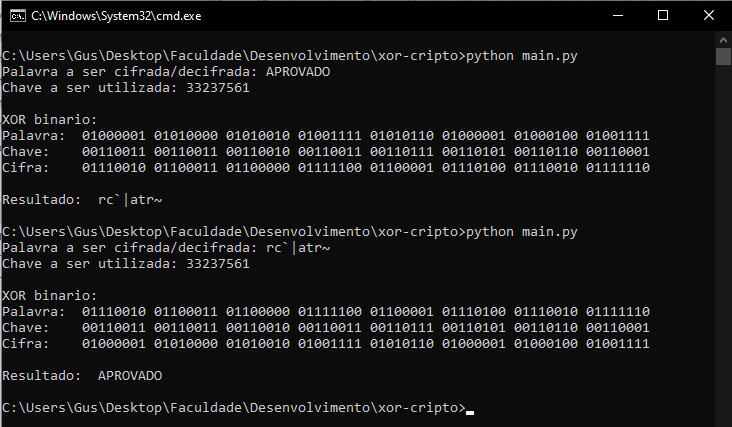 C:\Windows\System32\cmd.exe
C:\Users\Gus\Desktop\Faculdade\Desenvolvimento\xor-cripto>python main.py
Palavra a ser cifrada/decifrada: APROVADO
Chave a ser utilizada: 33237561
XOR binario:
Palavra:  01000001 01010000 01010010 01001111 01010110 01000001 01000100 01001111
Chave:    00110011 00110011 00110010 00110011 00110111 00110101 00110110 00110001
Cifra:    01110010 01100011 01100000 01111100 01100001 01110100 01110010 01111110
Resultado:  rc`|atr~
C:\Users\Gus\Desktop\Faculdade\Desenvolvimento\xor-cripto>python main.py
Palavra a ser cifrada/decifrada: rc`|atr~
Chave a ser utilizada: 33237561
XOR binario:
Palavra:  01110010 01100011 01100000 01111100 01100001 01110100 01110010 01111110
Chave:    00110011 00110011 00110010 00110011 00110111 00110101 00110110 00110001
Cifra:    01000001 01010000 01010010 01001111 01010110 01000001 01000100 01001111
Resultado:  APROVADO
C:\Users\Gus\Desktop\Faculdade\Desenvolvimento\xor-cripto>